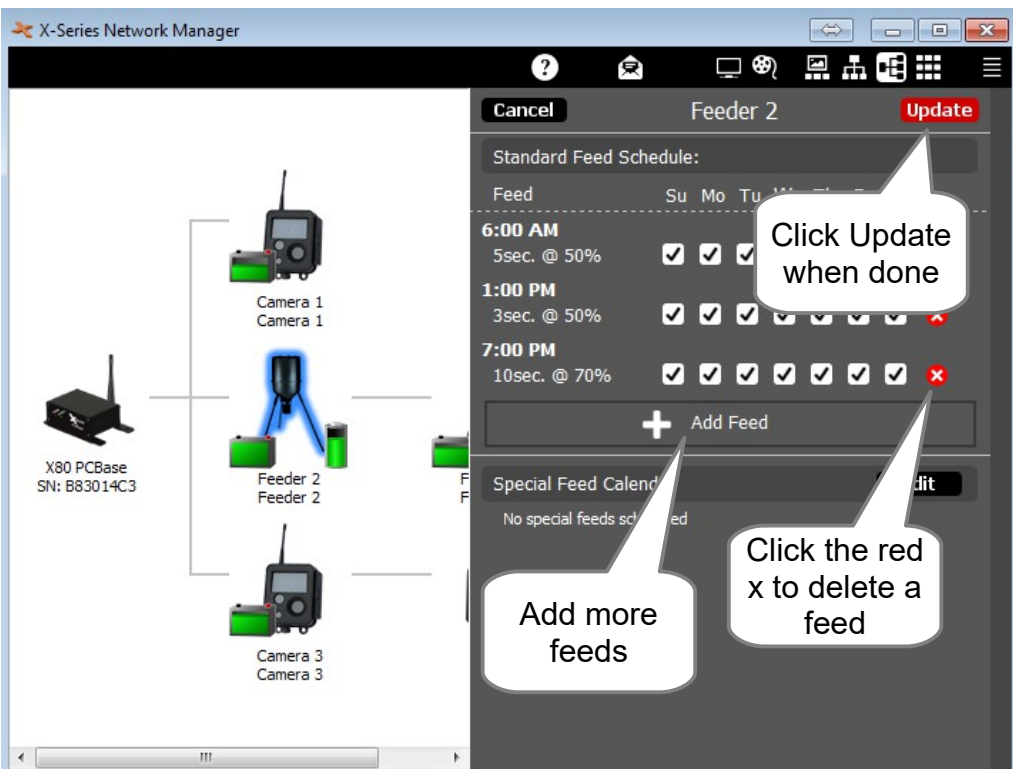 X-Series Network Manager
?
Cancel
Feeder 2
Update
Standard Feed Schedule:
Feed Su Mo Tu
6:00 AM
5sec. @ 50%
1:00 PM
3sec. @ 50%
7:00 PM
10sec. @ 70%
Add Feed
Special Feed
No special feeds
Click Update
when done
Click the red
x to delete a
feed
Add more
feeds
Camera 1
Camera 1
X80 PCBase
SN: B83014C3
Feeder 2
Feeder 2
F
F
Camera 3
Camera 3